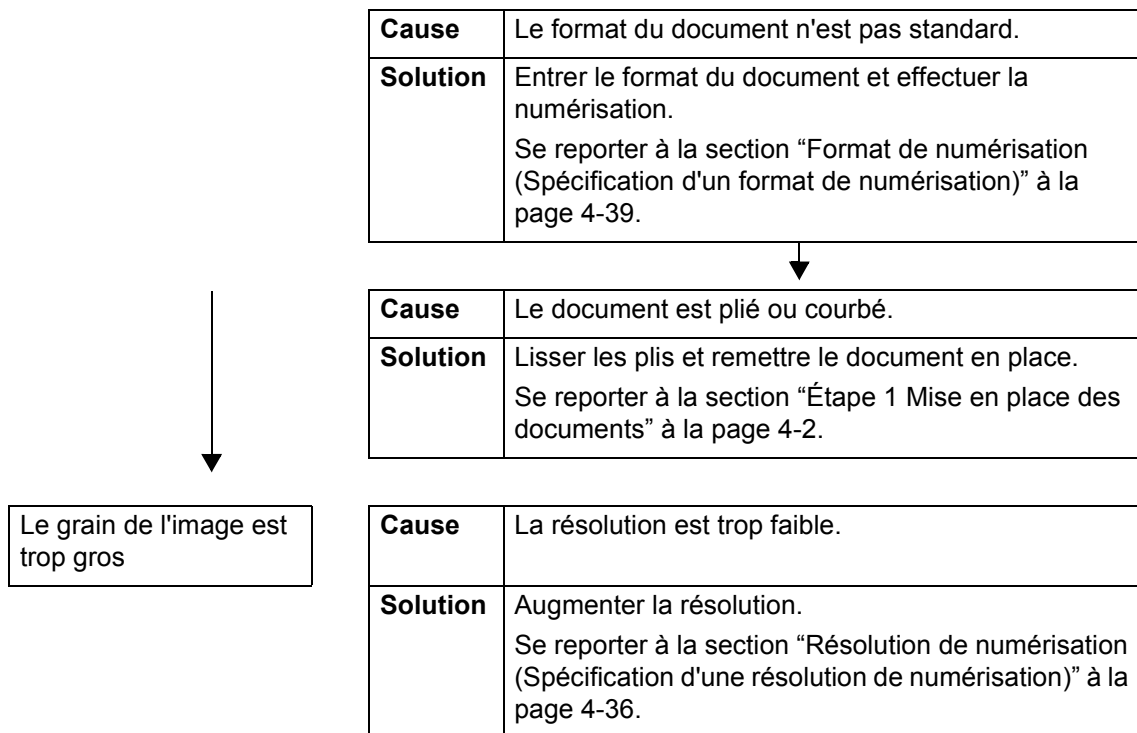 Cause Le format du document n'est pas standard.
Solution Entrer le format du document et effectuer la
numérisation.
Se reporter à la section “Format de numérisation
(Spécification d'un format de numérisation)” à la
page 4-39.
Cause Le document est plié ou courbé.
Solution Lisser les plis et remettre le document en place.
Se reporter à la section “Étape 1 Mise en place des
documents” à la page 4-2.
Le grain de l'image est
trop gros
Cause La résolution est trop faible.
Solution Augmenter la résolution.
Se reporter à la section “Résolution de numérisation
(Spécification d'une résolution de numérisation)” à la
page 4-36.